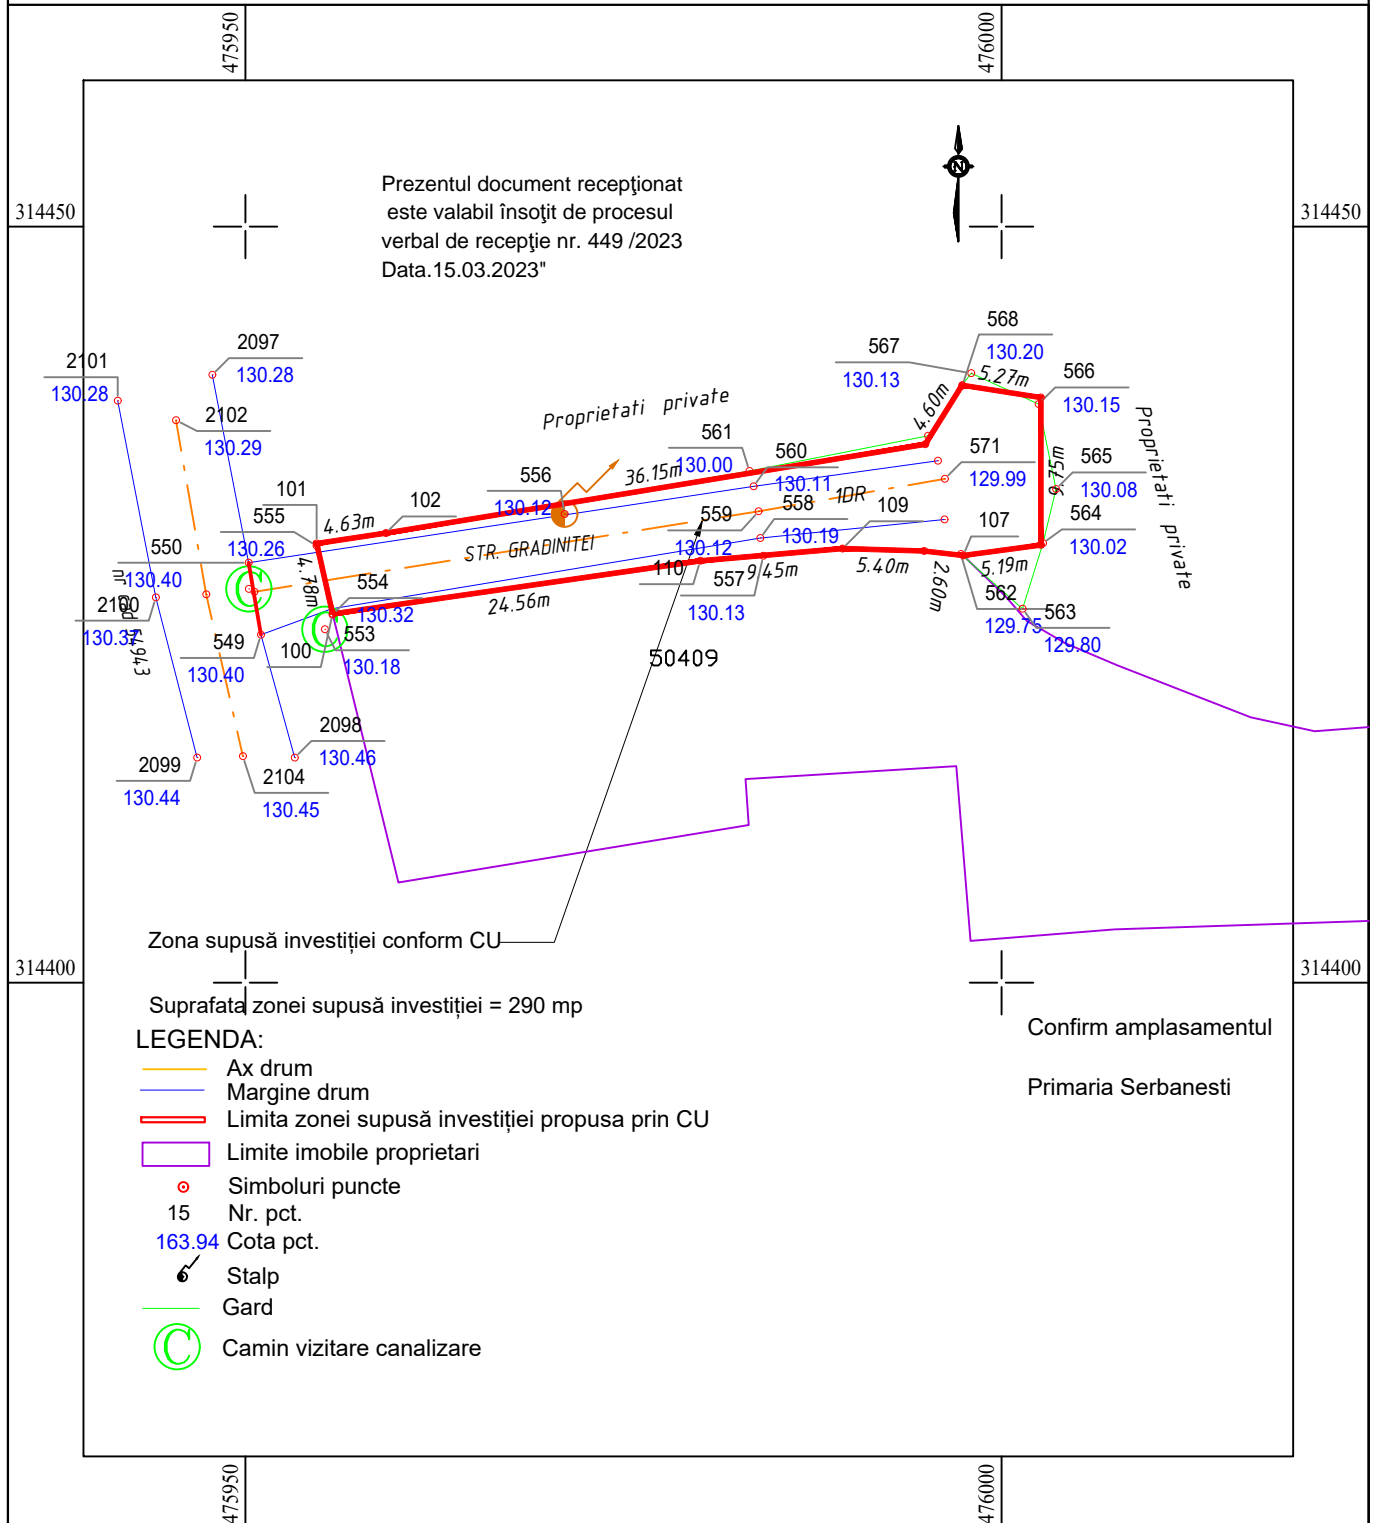 475950
476000
314450
314450
N
Prezentul document recepţionat
este valabil însoţit de procesul
verbal de recepţie nr. 449 /2023
Data.15.03.2023"
568
130.20
567
130.13
5.27m
566
130.15
2097
130.28
2101
130.28
2102
130.29
Proprietati private
4.60m
Proprietati private
561
130.00
560
130.11
571
129.99
565
130.08
9.75m
36.15m
556
130.12
1DR
101
102
4.63m
559
130.12
558
130.19
109
107
564
130.02
555
130.26
STR. GRADINITEI
550
130.40
4.78m
554
130.32
110
557
130.13
9.45m
5.40m
2.60m
5.19m
562
129.75
563
129.80
24.56m
2100
130.37
nr cad 54943
549
130.40
100
C
C
553
130.18
50409
2098
130.46
2099
130.44
2104
130.45
Zona supusă investiției conform CU
314400
314400
Suprafata zonei supusă investiției = 290 mp
Confirm amplasamentul
Primaria Serbanesti
LEGENDA:
Ax drum
Margine drum
Limita zonei supusă investiției propusa prin CU
Limite imobile proprietari
Simboluri puncte
15 Nr. pct.
163.94 Cota pct.
Stalp
Gard
C Camin vizitare canalizare
475950
476000